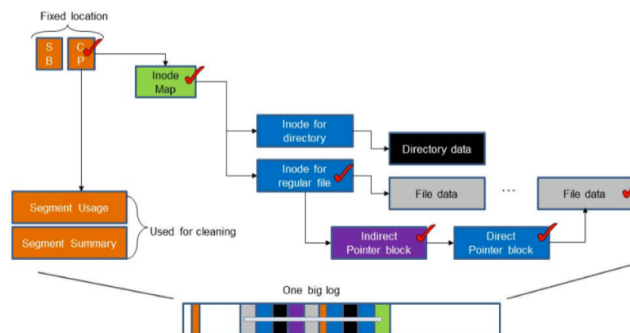 Fixed location
S
B
C
P
Inode
Map
Inode for
directory
Directory data
Inode for
regular file
File data
...
File data
Segment Usage
Segment Summary
Used for cleaning
Indirect
Pointer block
Direct
Pointer block
One big log